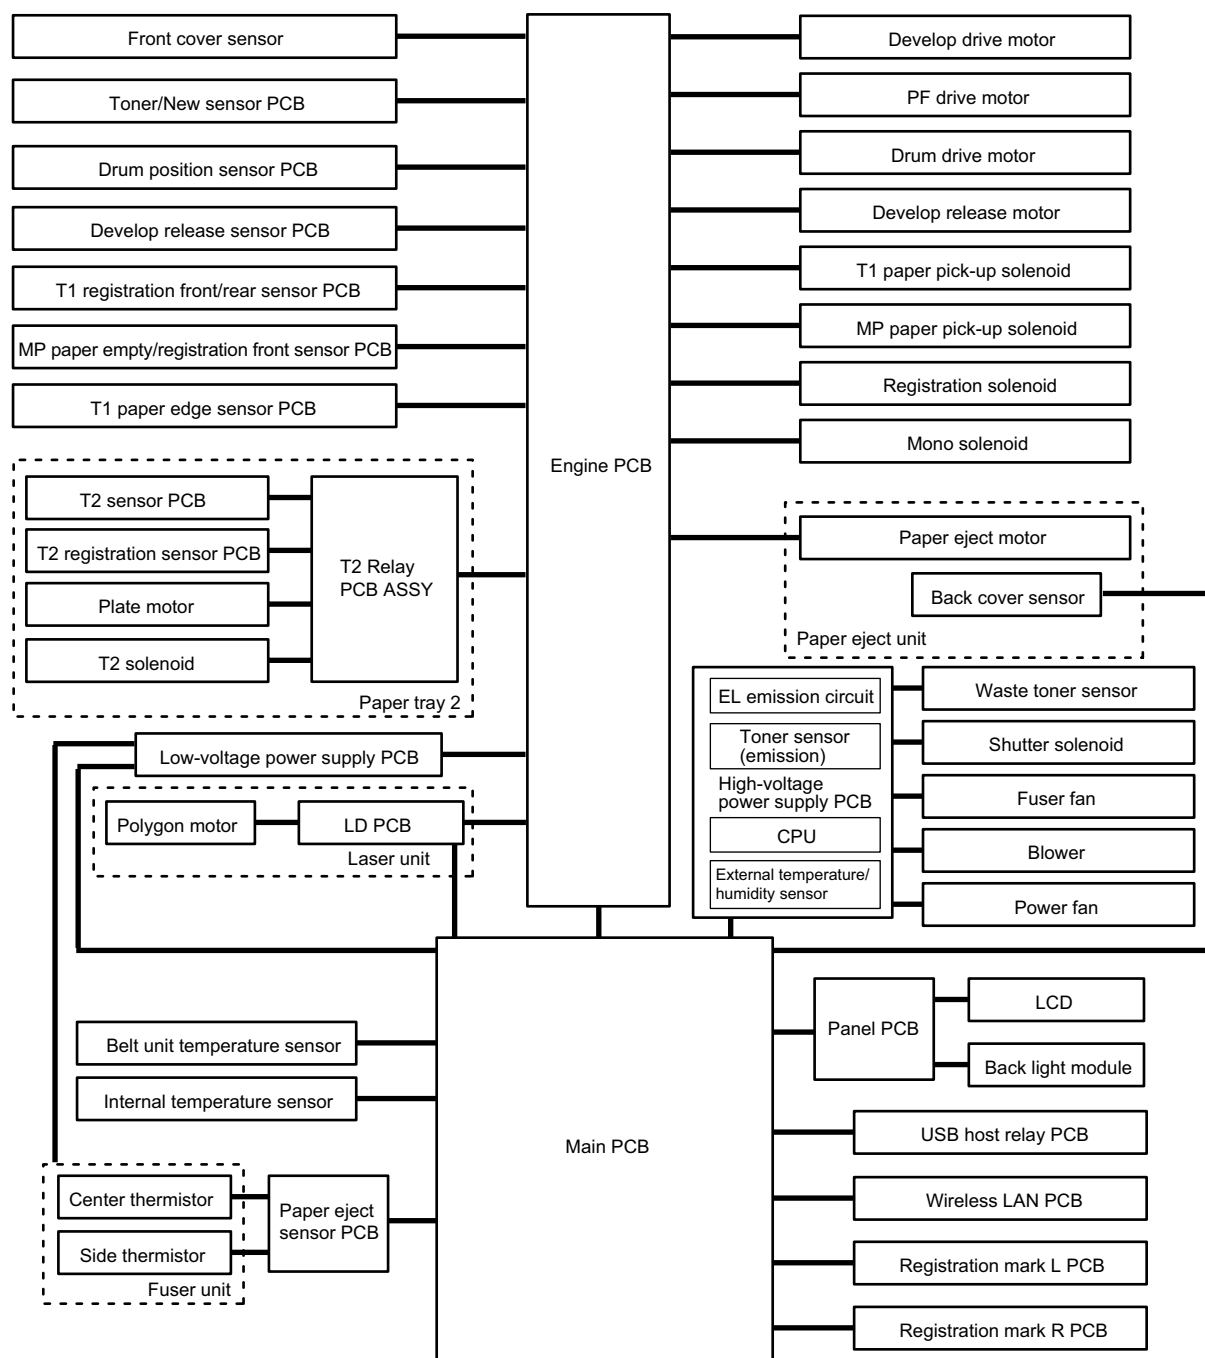 Front cover sensor
Toner/New sensor PCB
Drum position sensor PCB
Develop release sensor PCB
T1 registration front/rear sensor PCB
MP paper empty/registration front sensor PCB
T1 paper edge sensor PCB
T2 sensor PCB
T2 registration sensor PCB
Plate motor
T2 solenoid
T2 Relay
PCB ASSY
Paper tray 2
Low-voltage power supply PCB
Polygon motor
LD PCB
Laser unit
Engine PCB
Develop drive motor
PF drive motor
Drum drive motor
Develop release motor
T1 paper pick-up solenoid
MP paper pick-up solenoid
Registration solenoid
Mono solenoid
Paper eject motor
Back cover sensor
Paper eject unit
EL emission circuit
Toner sensor
(emission)
High-voltage
power supply PCB
CPU
External temperature/
humidity sensor
Waste toner sensor
Shutter solenoid
Fuser fan
Blower
Power fan
Belt unit temperature sensor
Internal temperature sensor
Center thermistor
Side thermistor
Fuser unit
Paper eject
sensor PCB
Main PCB
Panel PCB
LCD
Back light module
USB host relay PCB
Wireless LAN PCB
Registration mark L PCB
Registration mark R PCB